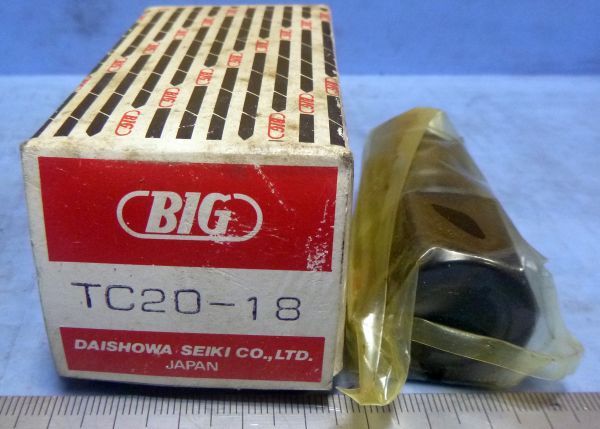 BIG
TC20-18
DAISHOWA SEIKI CO.,LTD.
JAPAN